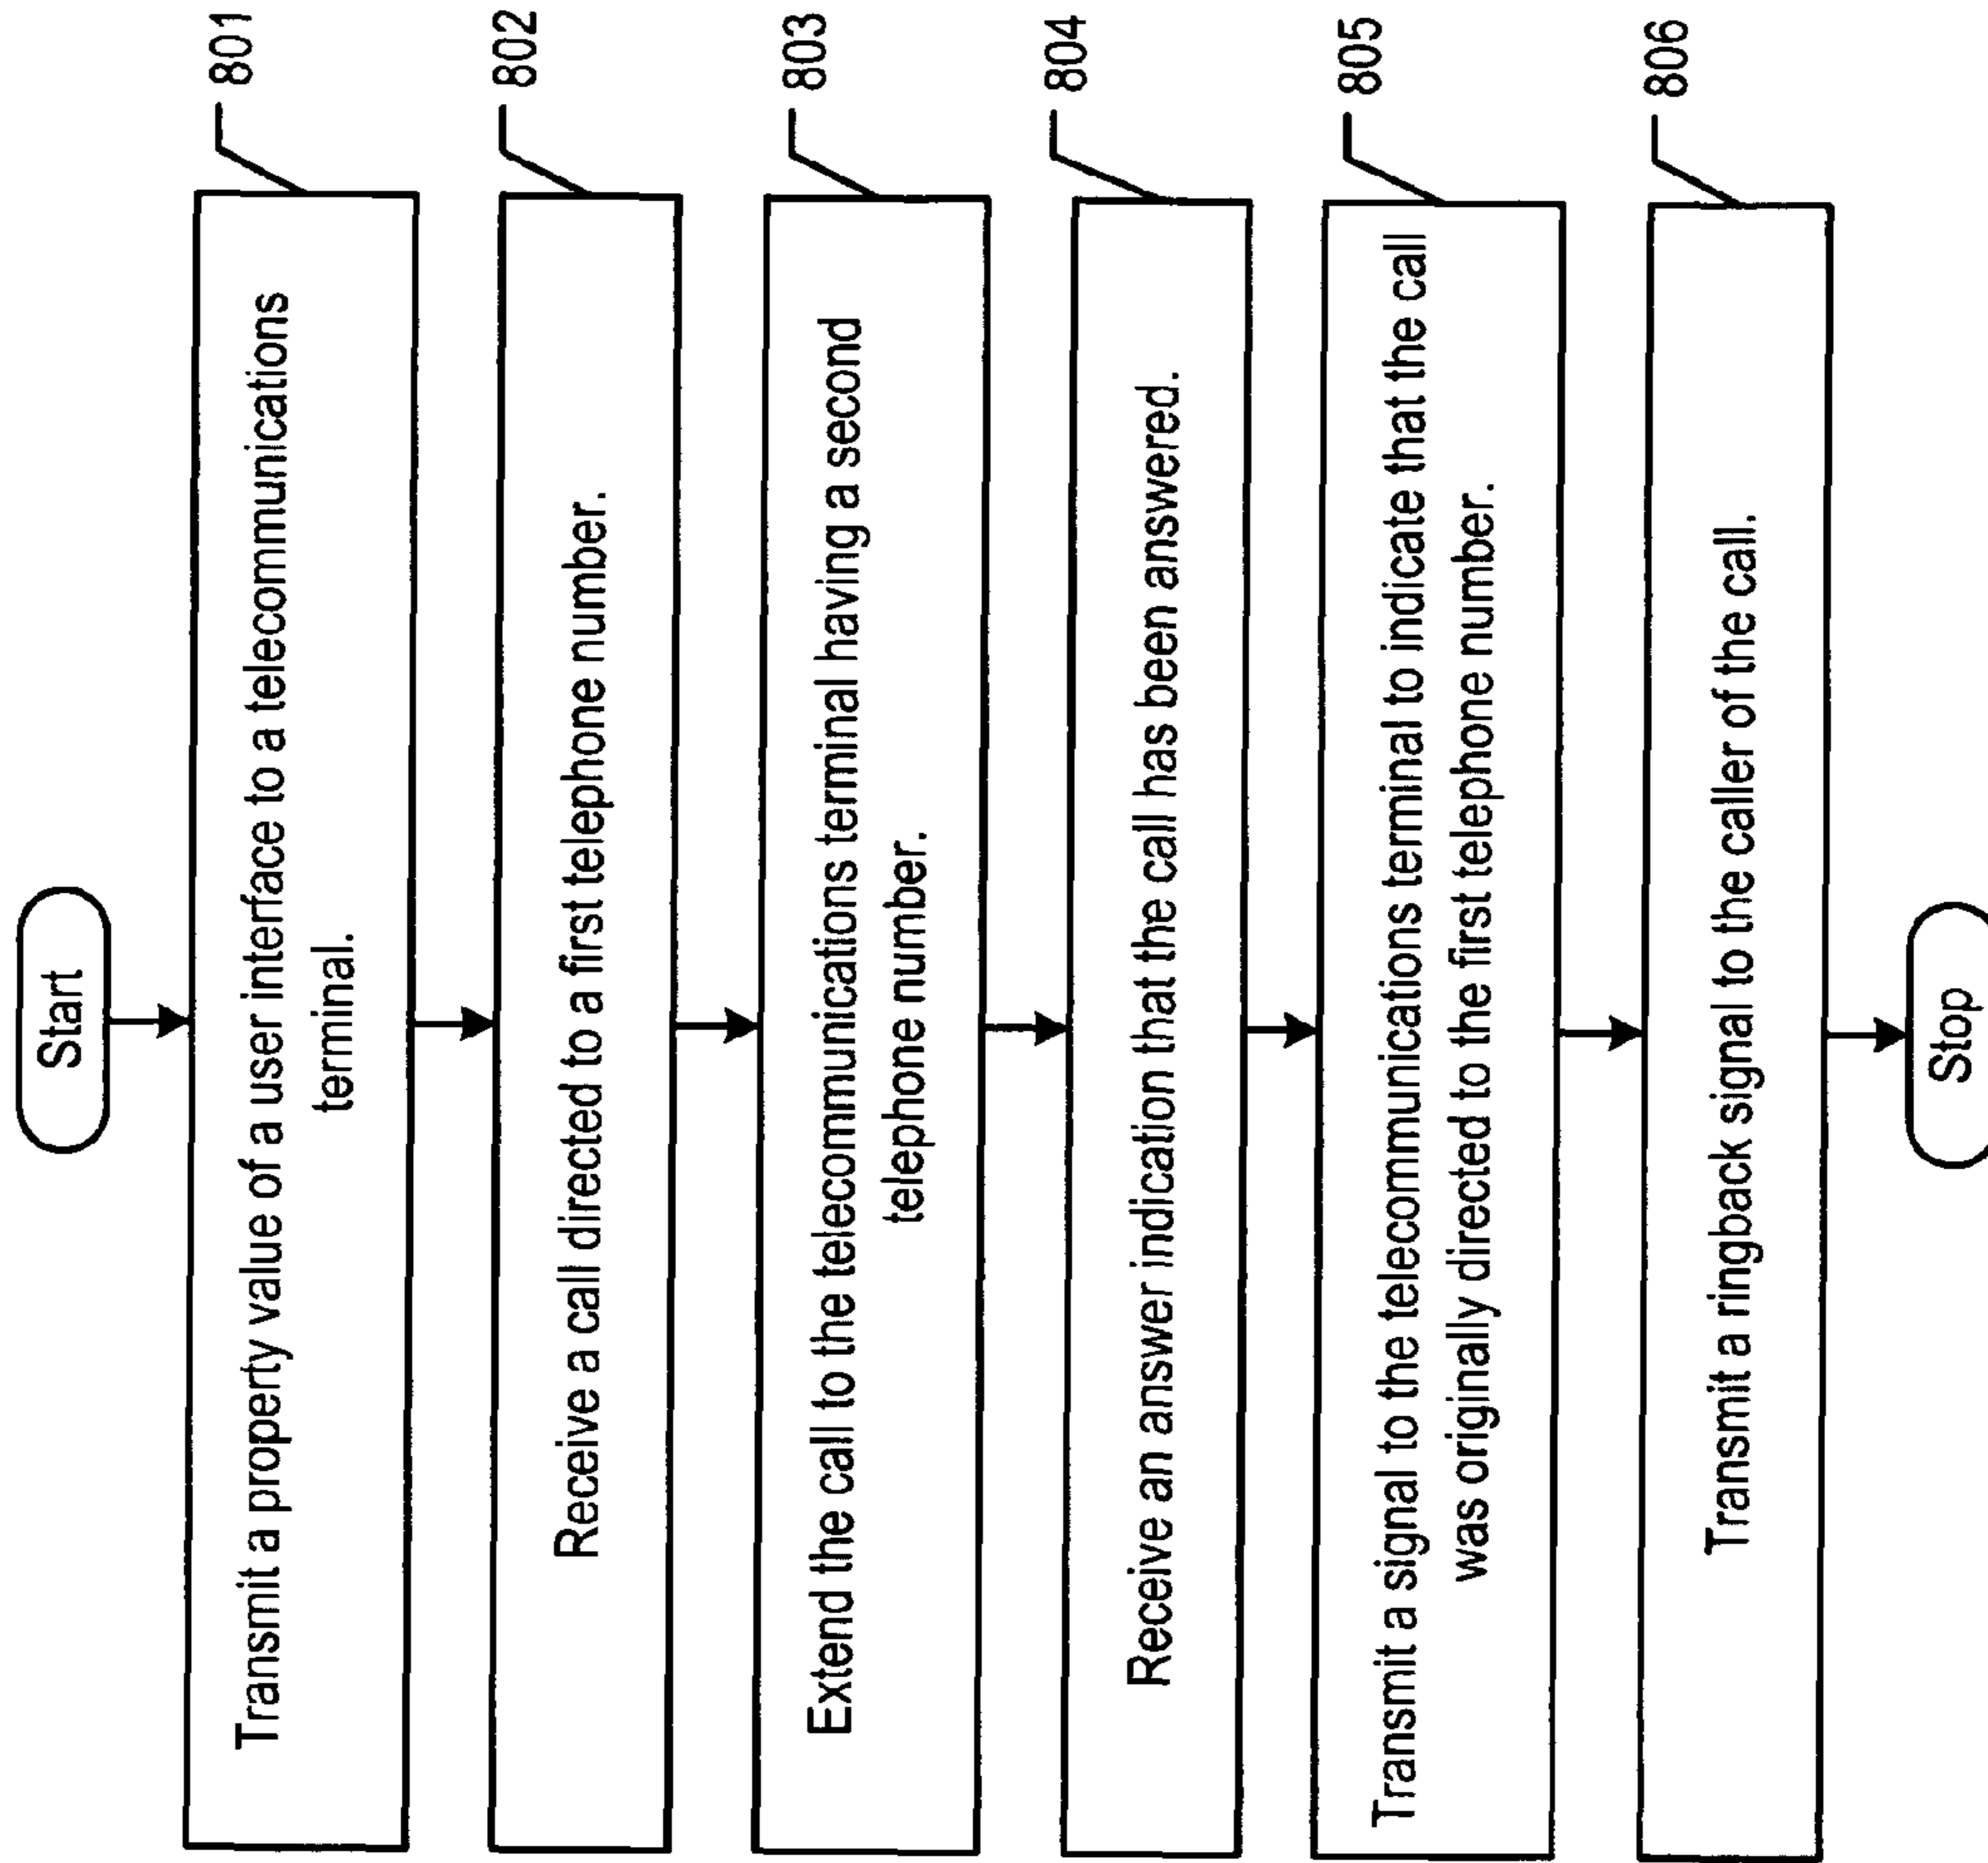 Start
801
Transmit a property value of a user interface to a telecommunications
terminal.
802
Receive a call directed to a first telephone number.
803
Extend the call to the telecommunications terminal having a second
telephone number.
804
Receive an answer indication that the call has been answered.
805
Transmit a signal to the telecommunications terminal to indicate that the call
was originally directed to the first telephone number.
806
Transmit a ringback signal to the caller of the call.
Stop